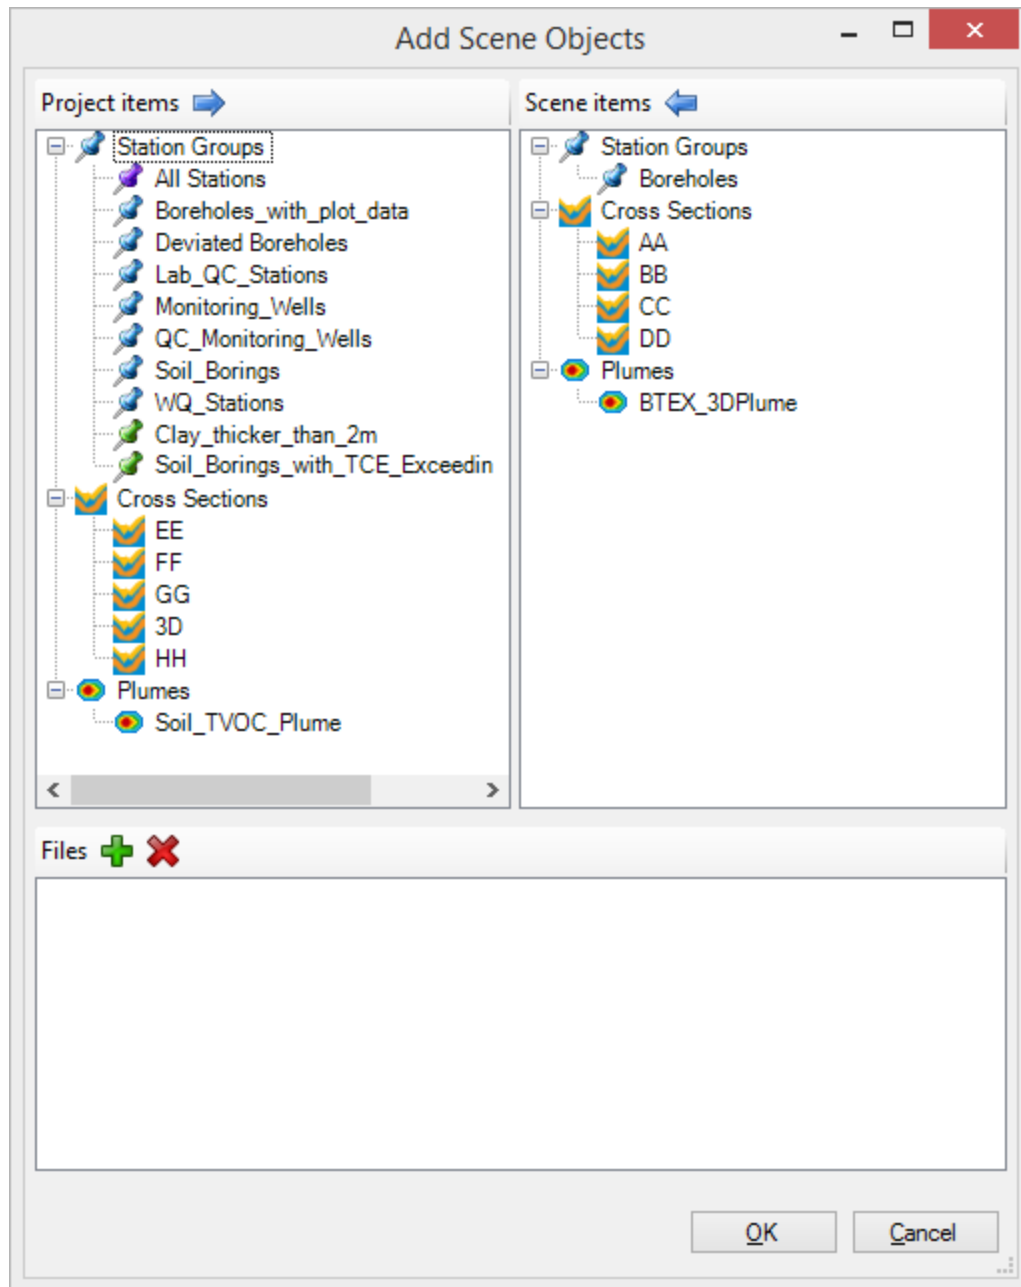 Add Scene Objects
Project items
Station Groups
All Stations
Boreholes_with_plot_data
Deviated Boreholes
Lab_QC_Stations
Monitoring_Wells
QC_Monitoring_Wells
Soil_Borings
WQ_Stations
Clay_thicker_than_2m
Soil_Borings_with_TCE_Exceedin
Cross Sections
EE
FF
GG
3D
HH
Plumes
Soil_TVOC_Plume
Scene items
Station Groups
Boreholes
Cross Sections
AA
BB
CC
DD
Plumes
BTEX_3DPlume
Files
OK
Cancel